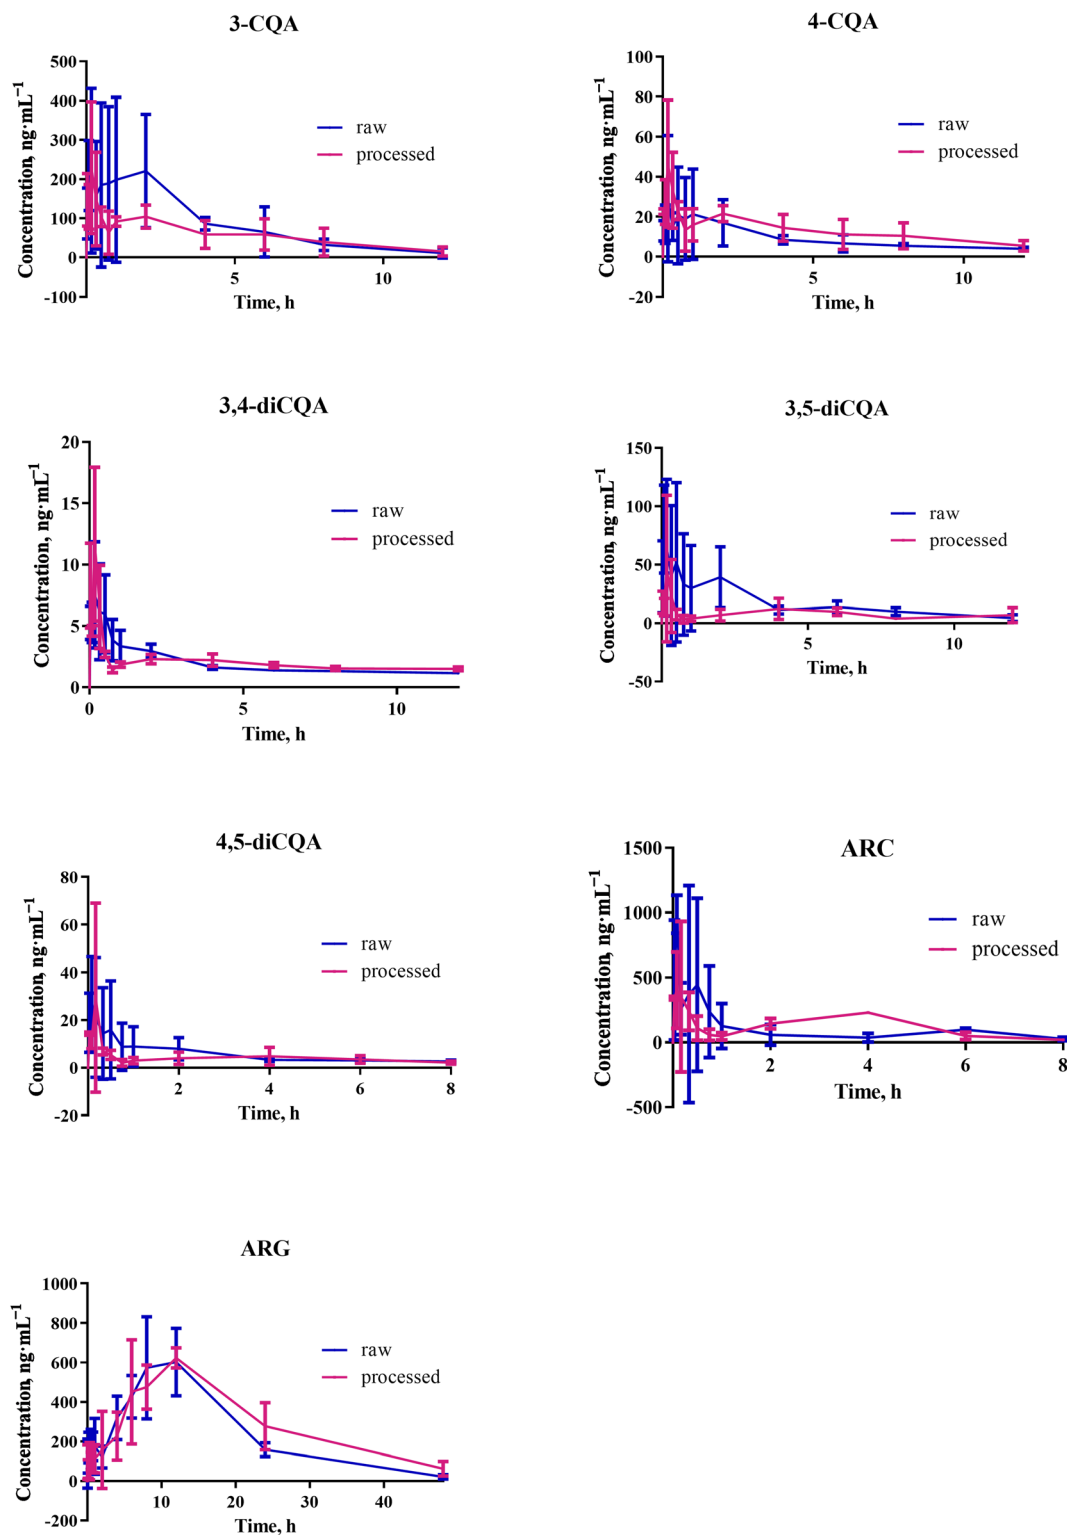 3-CQA
500
400
300
200
100
0
-100
Concentration, ng·mL⁻¹
raw
processed
5
10
Time, h
4-CQA
100
80
60
40
20
0
-20
Concentration, ng·mL⁻¹
raw
processed
5
10
Time, h
3,4-diCQA
20
15
10
5
0
Concentration, ng·mL⁻¹
raw
processed
0
5
10
Time, h
3,5-diCQA
150
100
50
0
-50
Concentration, ng·mL⁻¹
raw
processed
5
10
Time, h
4,5-diCQA
80
60
40
20
0
-20
Concentration, ng·mL⁻¹
raw
processed
2
4
6
8
Time, h
ARC
1500
1000
500
0
-500
Concentration, ng·mL⁻¹
raw
processed
2
4
6
8
Time, h
ARG
1000
800
600
400
200
0
-200
Concentration, ng·mL⁻¹
raw
processed
10
20
30
40
Time, h